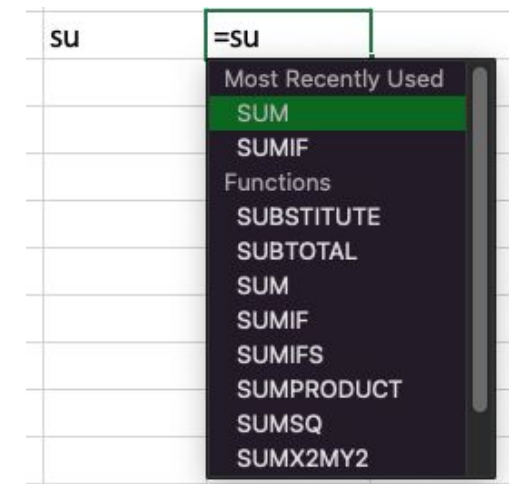 su =su
Most Recently Used
SUM
SUMIF
Functions
SUBSTITUTE
SUBTOTAL
SUM
SUMIF
SUMIFS
SUMPRODUCT
SUMSQ
SUMX2MY2